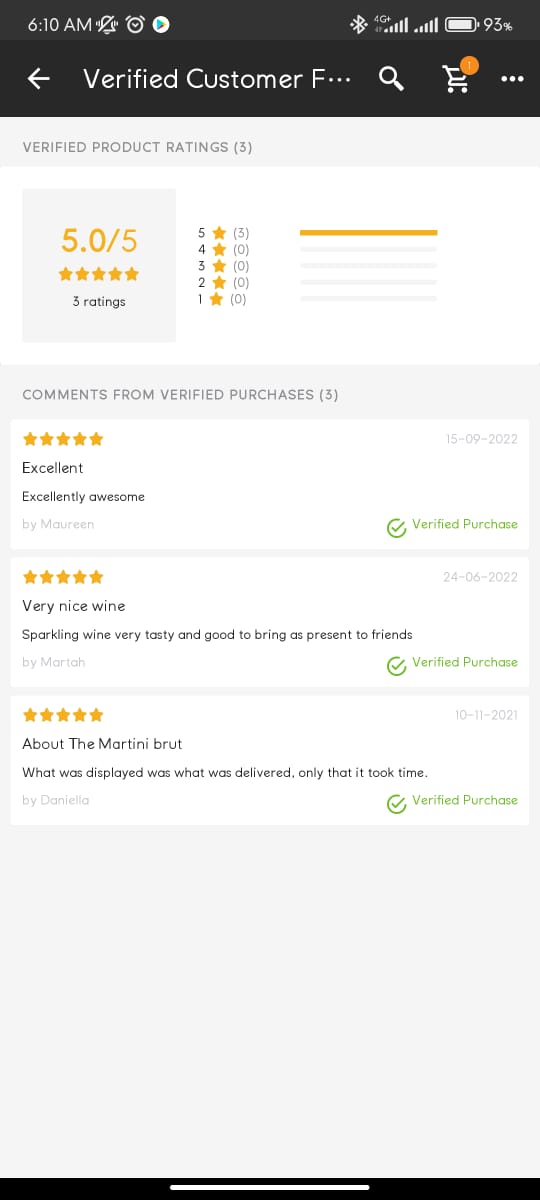 6:10 AM
4G+
93%
Verified Customer F...
1
VERIFIED PRODUCT RATINGS (3)
5.0/5
3 ratings
5 (3)
4 (0)
3 (0)
2 (0)
1 (0)
COMMENTS FROM VERIFIED PURCHASES (3)
15-09-2022
Excellent
Excellently awesome
by Maureen
Verified Purchase
24-06-2022
Very nice wine
Sparkling wine very tasty and good to bring as present to friends
by Martah
Verified Purchase
10-11-2021
About The Martini brut
What was displayed was what was delivered, only that it took time.
by Daniella
Verified Purchase